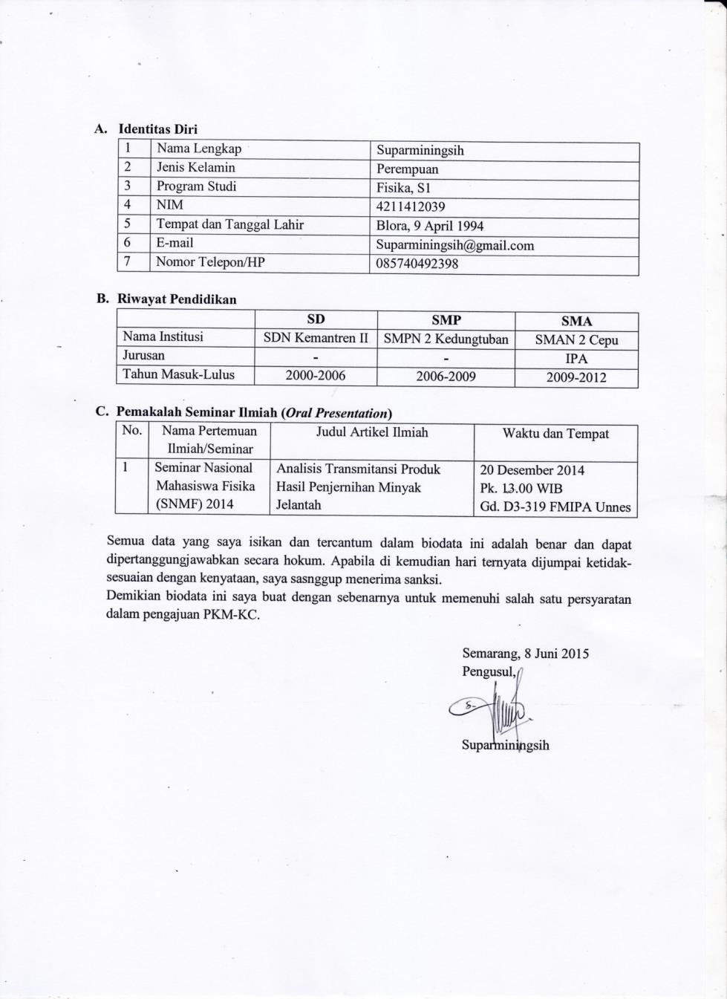 A. Identitas Diri
1 Nama Lengkap Suparminingsih
2 Jenis Kelamin Perempuan
3 Program Studi Fisika, S1
4 NIM 4211412039
5 Tempat dan Tanggal Lahir Blora, 9 April 1994
6 E-mail Suparminingsih@gmail.com
7 Nomor Telepon/HP 085740492398
B. Riwayat Pendidikan
SD SMP SMA
Nama Institusi SDN Kemantren II SMPN 2 Kedungtuban SMAN 2 Cepu
Jurusan - - IPA
Tahun Masuk-Lulus 2000-2006 2006-2009 2009-2012
C. Pemakalah Seminar Ilmiah (Oral Presentation)
No. Nama Pertemuan Judul Artikel Ilmiah Waktu dan Tempat
Ilmiah/Seminar
1 Seminar Nasional Analisis Transmitansi Produk 20 Desember 2014
Mahasiswa Fisika Hasil Penjernihan Minyak Pk. 13.00 WIB
(SNMF) 2014 Jelantah Gd. D3-319 FMIPA Unnes
Semua data yang saya isikan dan tercantum dalam biodata ini adalah benar dan dapat
dipertanggungjawabkan secara hokum. Apabila di kemudian hari ternyata dijumpai ketidak-
sesuaian dengan kenyataan, saya sasnggup menerima sanksi.
Demikian biodata ini saya buat dengan sebenarnya untuk memenuhi salah satu persyaratan
dalam pengajuan PKM-KC.
Semarang, 8 Juni 2015
Pengusul,
Suparminingsih